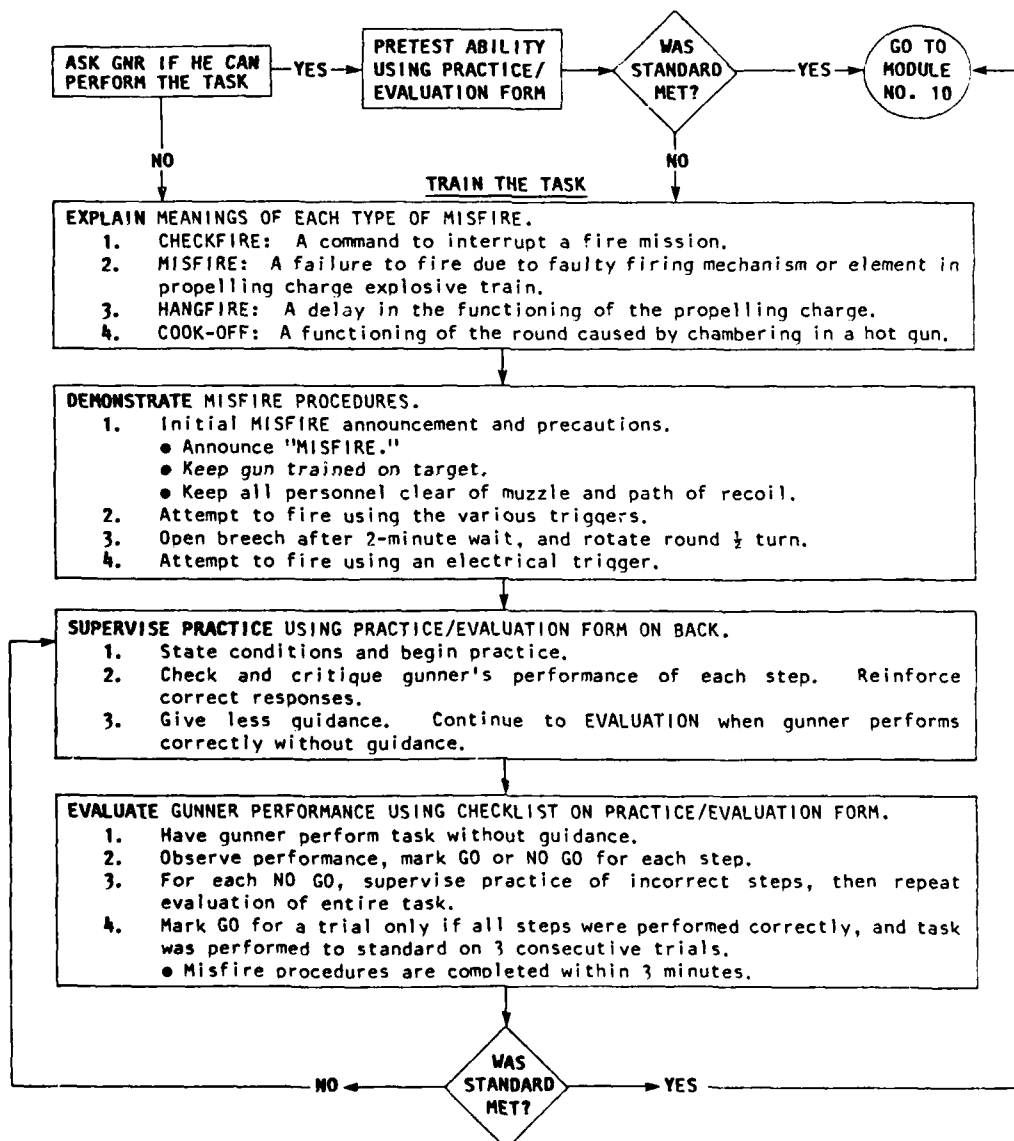 ASK GNR IF HE CAN
PERFORM THE TASK
YES
PRETEST ABILITY
USING PRACTICE/
EVALUATION FORM
WAS
STANDARD
MET?
YES
GO TO
MODULE
NO. 10
NO
NO
TRAIN THE TASK
EXPLAIN MEANINGS OF EACH TYPE OF MISFIRE.
1. CHECKFIRE: A command to interrupt a fire mission.
2. MISFIRE: A failure to fire due to faulty firing mechanism or element in
propelling charge explosive train.
3. HANGFIRE: A delay in the functioning of the propelling charge.
4. COOK-OFF: A functioning of the round caused by chambering in a hot gun.
DEMONSTRATE MISFIRE PROCEDURES.
1. Initial MISFIRE announcement and precautions.
● Announce "MISFIRE."
● Keep gun trained on target.
● Keep all personnel clear of muzzle and path of recoil.
2. Attempt to fire using the various triggers.
3. Open breech after 2-minute wait, and rotate round ½ turn.
4. Attempt to fire using an electrical trigger.
SUPERVISE PRACTICE USING PRACTICE/EVALUATION FORM ON BACK.
1. State conditions and begin practice.
2. Check and critique gunner's performance of each step. Reinforce
correct responses.
3. Give less guidance. Continue to EVALUATION when gunner performs
correctly without guidance.
EVALUATE GUNNER PERFORMANCE USING CHECKLIST ON PRACTICE/EVALUATION FORM.
1. Have gunner perform task without guidance.
2. Observe performance, mark GO or NO GO for each step.
3. For each NO GO, supervise practice of incorrect steps, then repeat
evaluation of entire task.
4. Mark GO for a trial only if all steps were performed correctly, and task
was performed to standard on 3 consecutive trials.
● Misfire procedures are completed within 3 minutes.
NO
WAS
STANDARD
MET?
YES